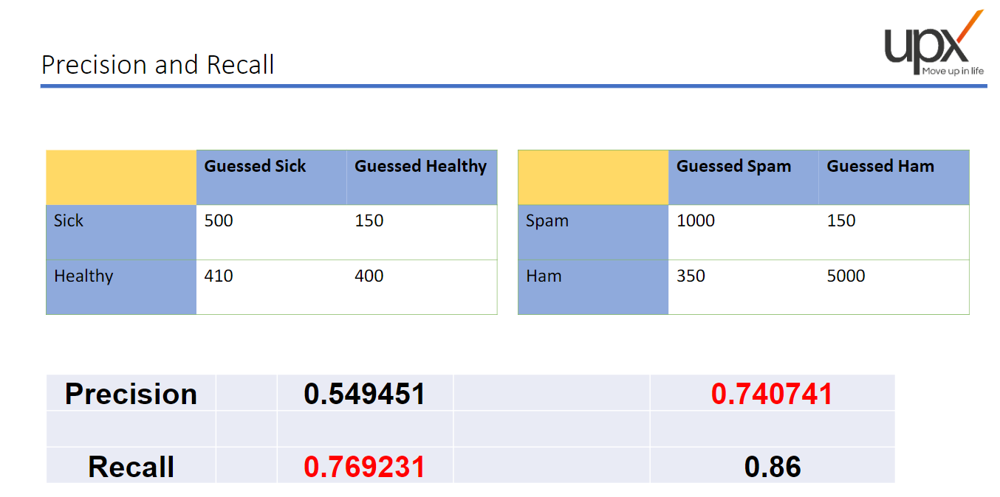 upx
Move up in life
Precision and Recall
Guessed Sick Guessed Healthy
Sick 500 150
Healthy 410 400
Guessed Spam Guessed Ham
Spam 1000 150
Ham 350 5000
Precision 0.549451 0.740741
Recall 0.769231 0.86